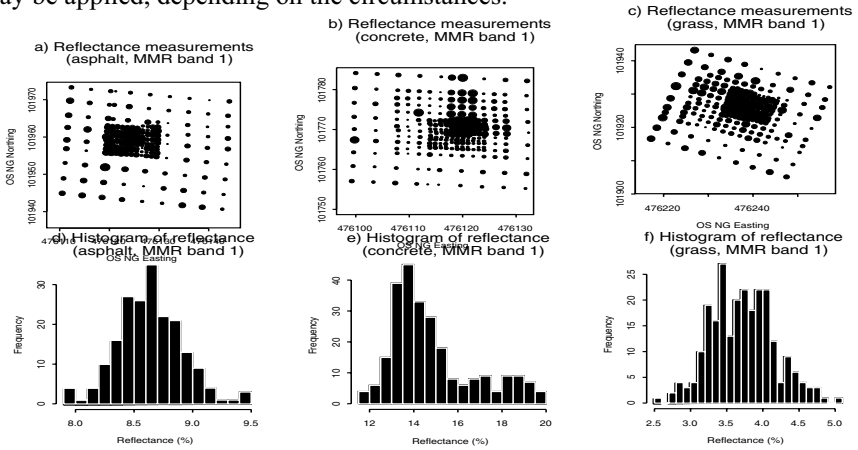 ay be applied, depending on the circumstances.
a) Reflectance measurements
(asphalt, MMR band 1)
OS NG Northing
101940 101950 101960 101970
476110 476120 476130 476140
OS NG Easting
b) Reflectance measurements
(concrete, MMR band 1)
OS NG Northing
101750 101760 101770 101780
476100 476110 476120 476130
OS NG Easting
c) Reflectance measurements
(grass, MMR band 1)
OS NG Northing
101900 101920 101940
476220 476240
OS NG Easting
d) Histogram of reflectance
(asphalt, MMR band 1)
Frequency
0 10 20 30
8.0 8.5 9.0 9.5
Reflectance (%)
e) Histogram of reflectance
(concrete, MMR band 1)
Frequency
0 10 20 30 40
12 14 16 18 20
Reflectance (%)
f) Histogram of reflectance
(grass, MMR band 1)
Frequency
0 5 10 15 20 25
2.5 3.0 3.5 4.0 4.5 5.0
Reflectance (%)